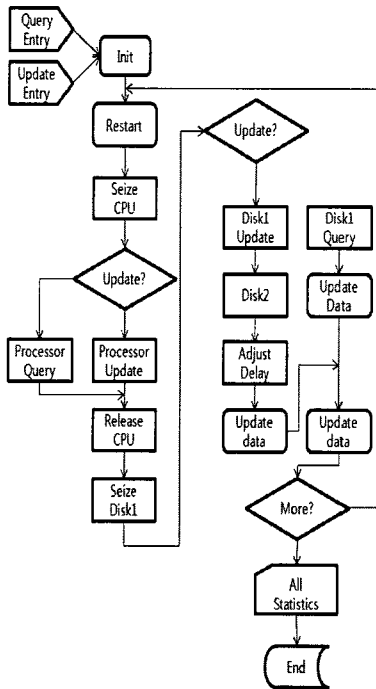 Query
Entry
Init
Update
Entry
Restart
Update?
Seize
CPU
Disk1
Update
Disk1
Query
Update?
Disk2
Update
Data
Processor
Query
Processor
Update
Adjust
Delay
Release
CPU
Update
data
Update
data
Seize
Disk1
More?
All
Statistics
End